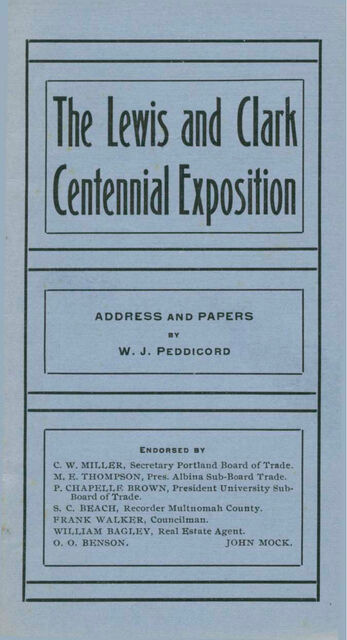 The Lewis and Clark
Centennial Exposition
ADDRESS AND PAPERS
BY
W. J. PEDDICORD
ENDORSED BY
C. W. MILLER, Secretary Portland Board of Trade.
M. E. THOMPSON, Pres. Albina Sub-Board Trade.
P. CHAPELLE BROWN, President University Sub-
Board of Trade.
S. C. BEACH, Recorder Multnomah County.
FRANK WALKER, Councilman.
WILLIAM BAGLEY, Real Estate Agent.
O. O. BENSON. JOHN MOCK.